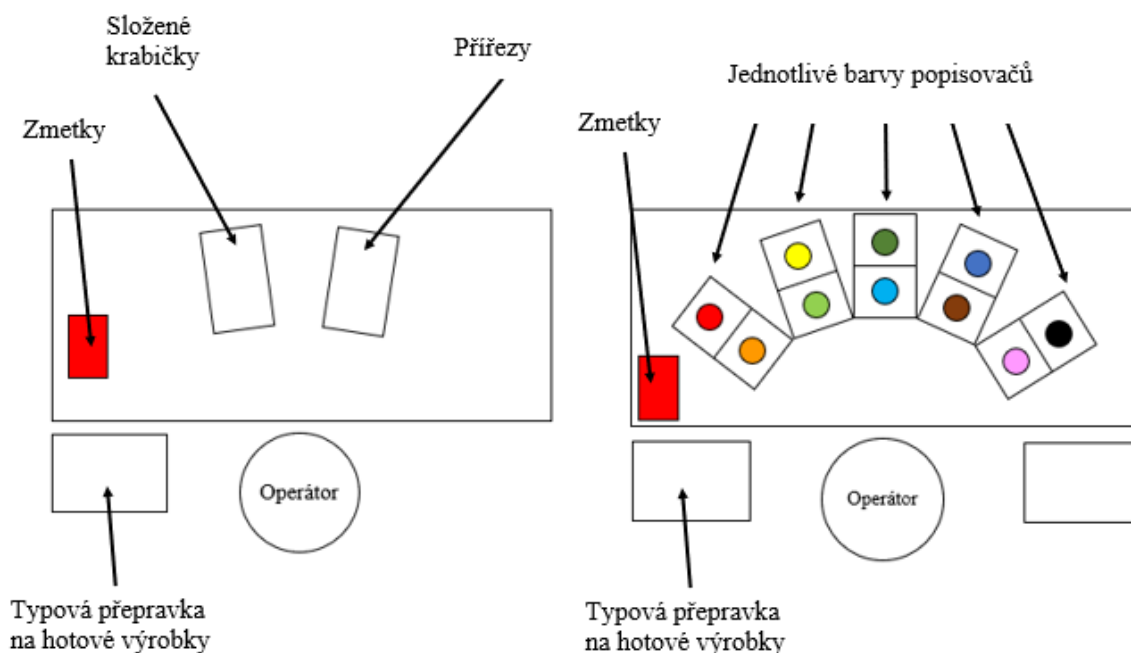 Složené
krabičky
Přířezy
Zmetky
Operátor
Typová přepravka
na hotové výrobky
Jednotlivé barvy popisovačů
Zmetky
Operátor
Typová přepravka
na hotové výrobky